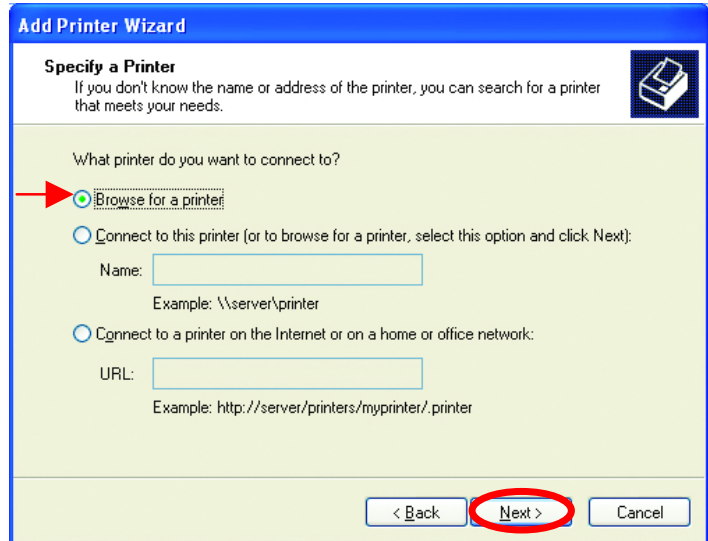 Add Printer Wizard
Specify a Printer
If you don't know the name or address of the printer, you can search for a printer
that meets your needs.
What printer do you want to connect to?
Browse for a printer
Connect to this printer (or to browse for a printer, select this option and click Next):
Name:
Example: \\server\printer
Connect to a printer on the Internet or on a home or office network:
URL:
Example: http://server/printers/myprinter/.printer
< Back Next > Cancel